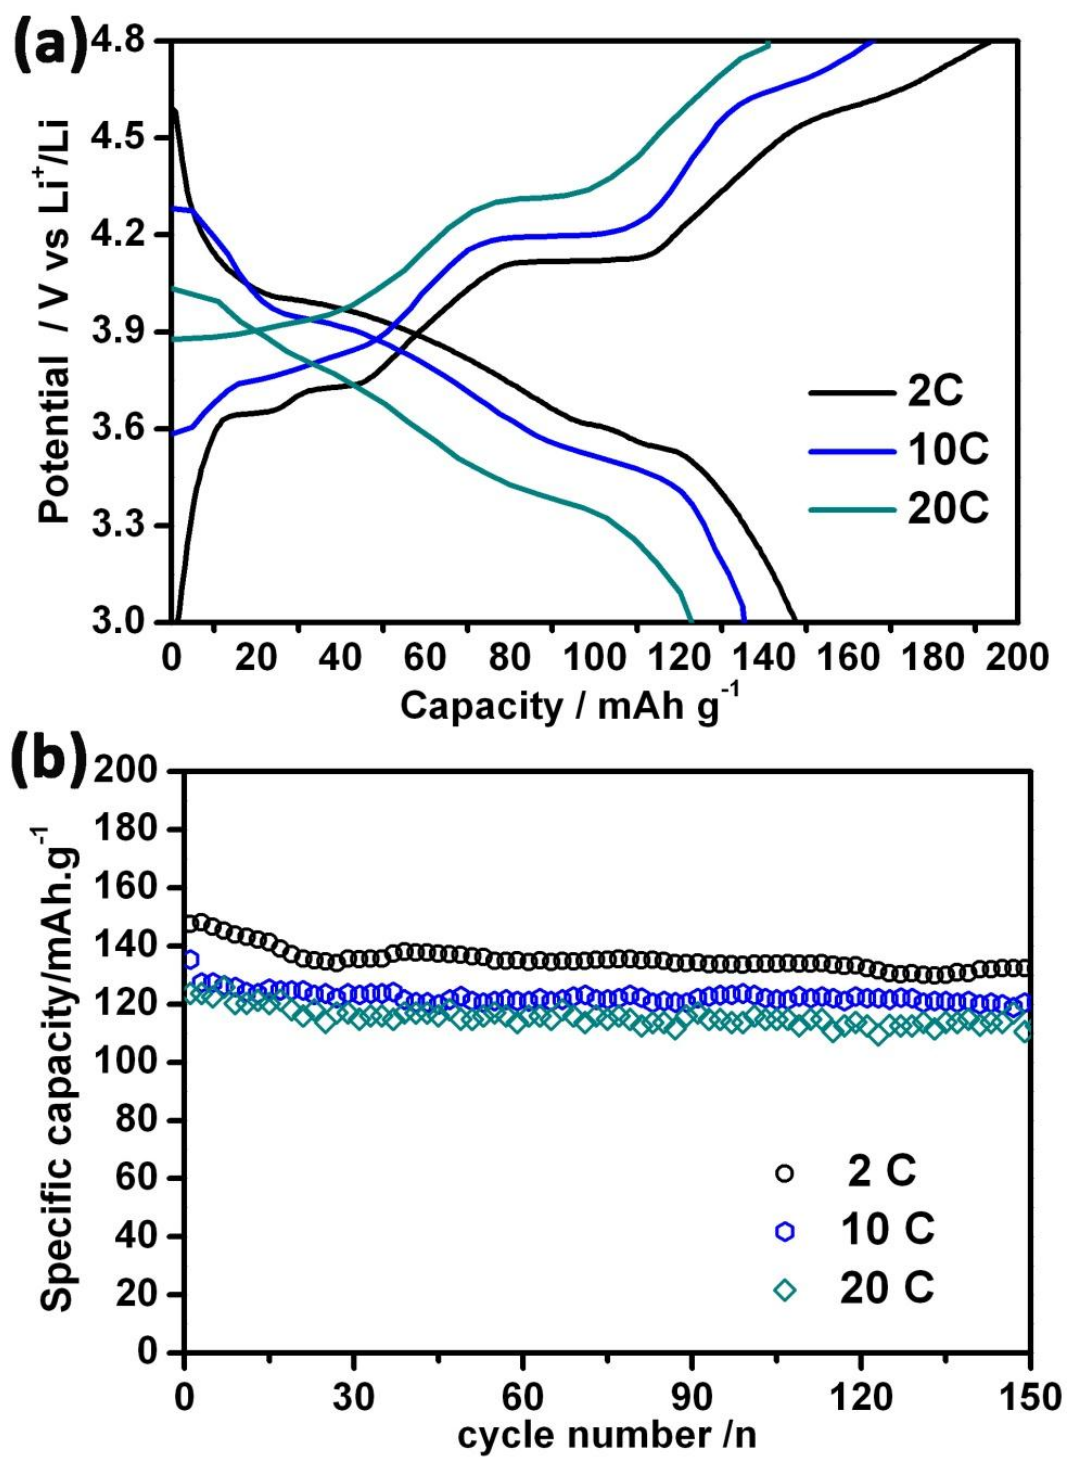 (a)
4.8
4.5
4.2
3.9
3.6
3.3
3.0
Potential / V vs Li⁺/Li
2C
10C
20C
0 20 40 60 80 100 120 140 160 180 200
Capacity / mAh g⁻¹
(b)
200
180
160
140
120
100
80
60
40
20
0
Specific capacity/mAh.g⁻¹
2 C
10 C
20 C
0 30 60 90 120 150
cycle number /n